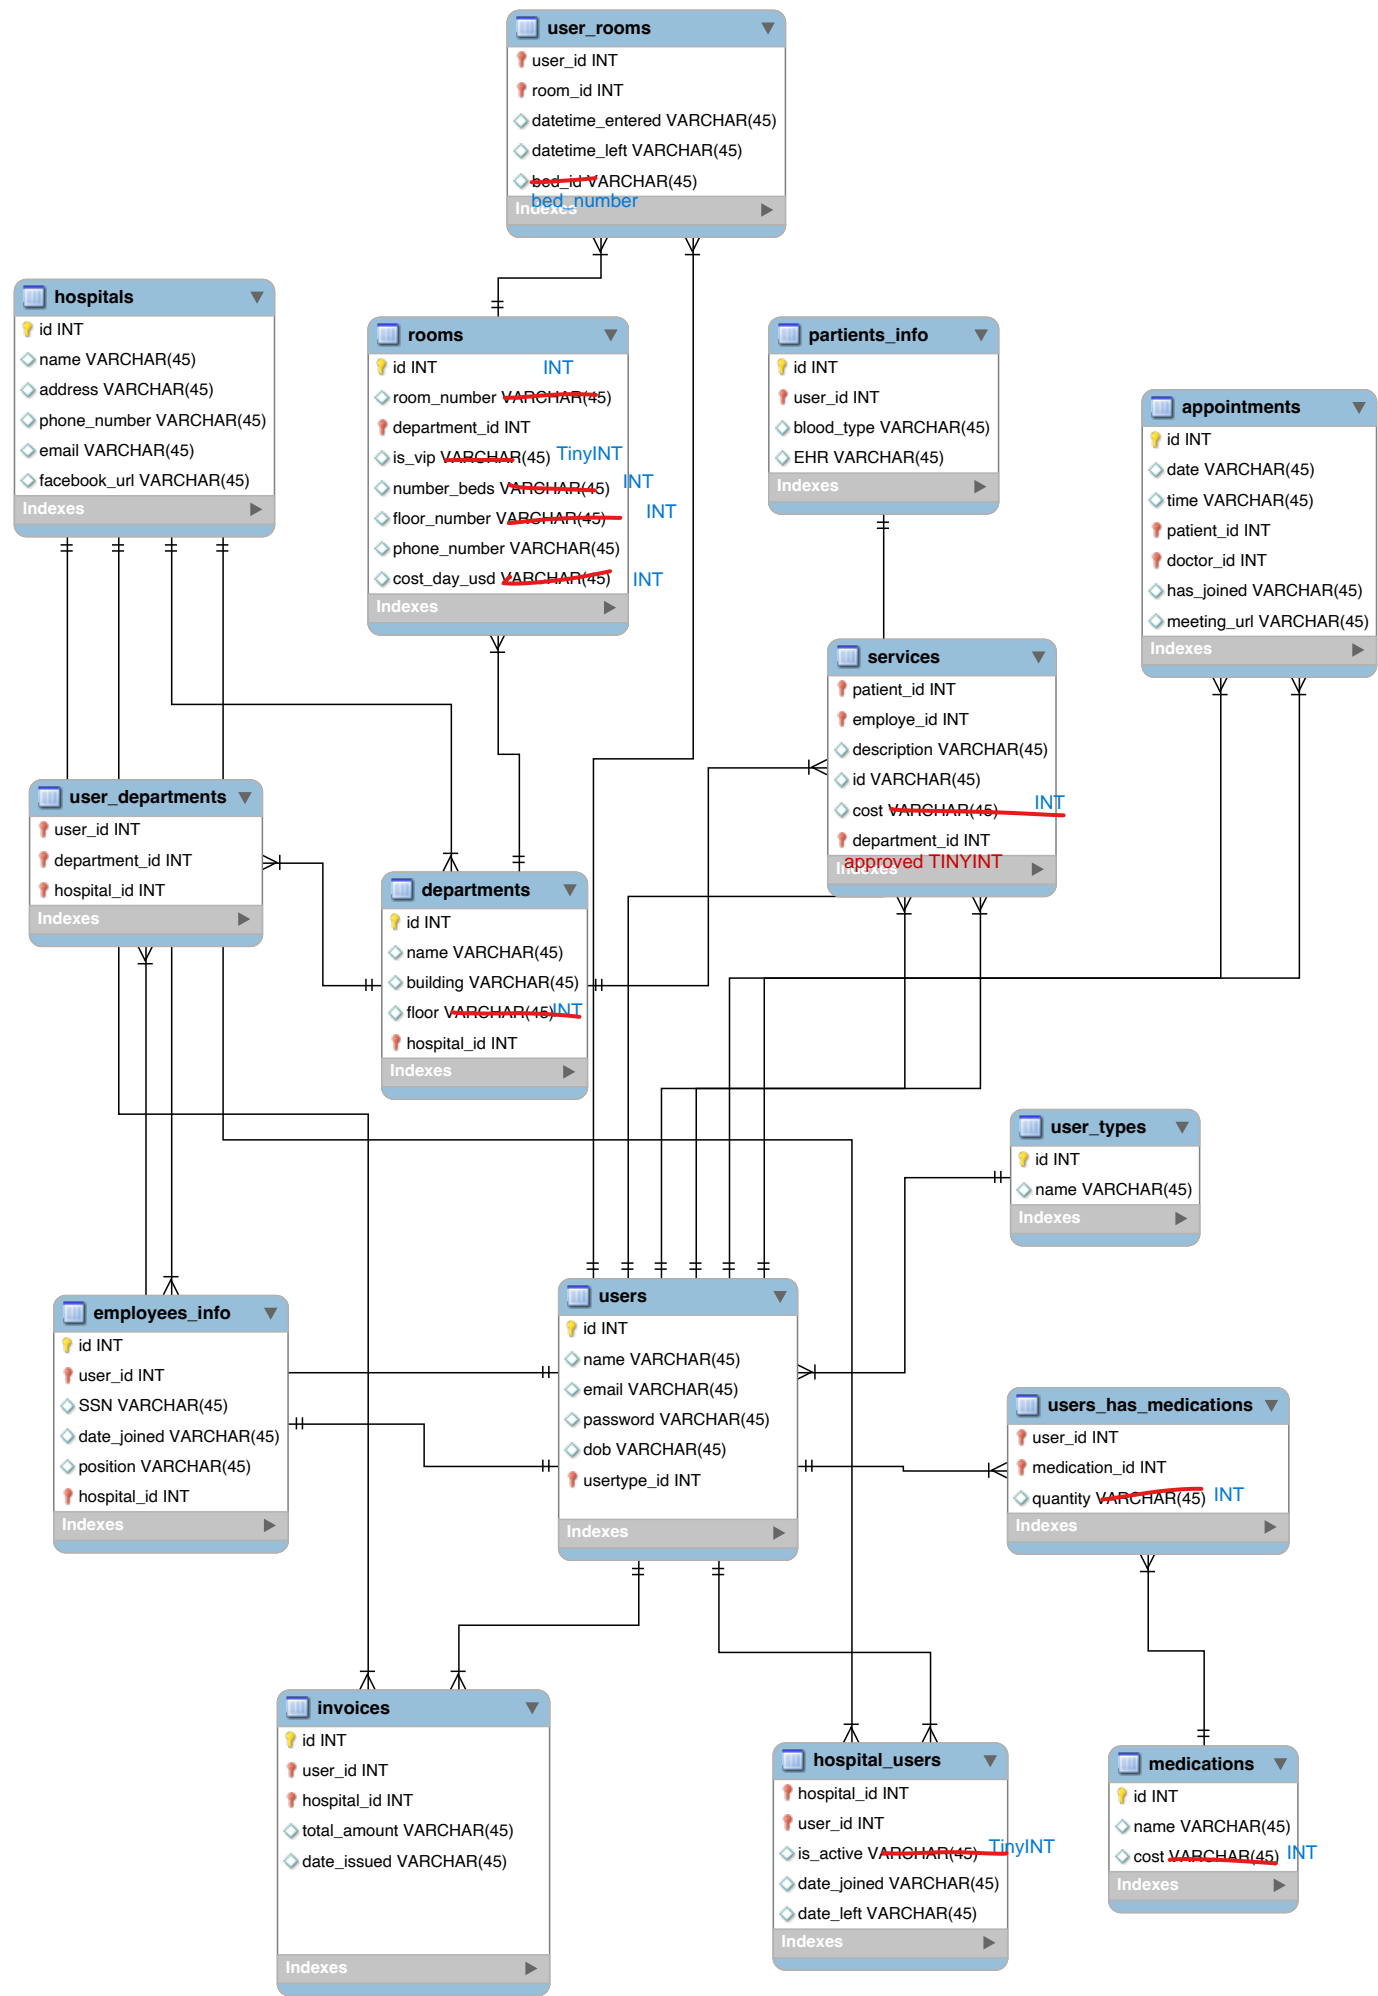 user_rooms
user_id INT
room_id INT
datetime_entered VARCHAR(45)
datetime_left VARCHAR(45)
bed_id VARCHAR(45)
bed_number
Indexes
hospitals
id INT
name VARCHAR(45)
address VARCHAR(45)
phone_number VARCHAR(45)
email VARCHAR(45)
facebook_url VARCHAR(45)
Indexes
rooms
id INT
INT
room_number VARCHAR(45)
department_id INT
is_vip VARCHAR(45) TinyINT
number_beds VARCHAR(45) INT
floor_number VARCHAR(45) INT
phone_number VARCHAR(45)
cost_day_usd VARCHAR(45) INT
Indexes
partients_info
id INT
user_id INT
blood_type VARCHAR(45)
EHR VARCHAR(45)
Indexes
appointments
id INT
date VARCHAR(45)
time VARCHAR(45)
patient_id INT
doctor_id INT
has_joined VARCHAR(45)
meeting_url VARCHAR(45)
Indexes
services
patient_id INT
employe_id INT
description VARCHAR(45)
id VARCHAR(45)
cost VARCHAR(45) INT
department_id INT
approved TINYINT
Indexes
user_departments
user_id INT
department_id INT
hospital_id INT
Indexes
departments
id INT
name VARCHAR(45)
building VARCHAR(45)
floor VARCHAR(45) INT
hospital_id INT
Indexes
user_types
id INT
name VARCHAR(45)
Indexes
employees_info
id INT
user_id INT
SSN VARCHAR(45)
date_joined VARCHAR(45)
position VARCHAR(45)
hospital_id INT
Indexes
users
id INT
name VARCHAR(45)
email VARCHAR(45)
password VARCHAR(45)
dob VARCHAR(45)
usertype_id INT
Indexes
users_has_medications
user_id INT
medication_id INT
quantity VARCHAR(45) INT
Indexes
invoices
id INT
user_id INT
hospital_id INT
total_amount VARCHAR(45)
date_issued VARCHAR(45)
Indexes
hospital_users
hospital_id INT
user_id INT
is_active VARCHAR(45) TinyINT
date_joined VARCHAR(45)
date_left VARCHAR(45)
Indexes
medications
id INT
name VARCHAR(45)
cost VARCHAR(45) INT
Indexes